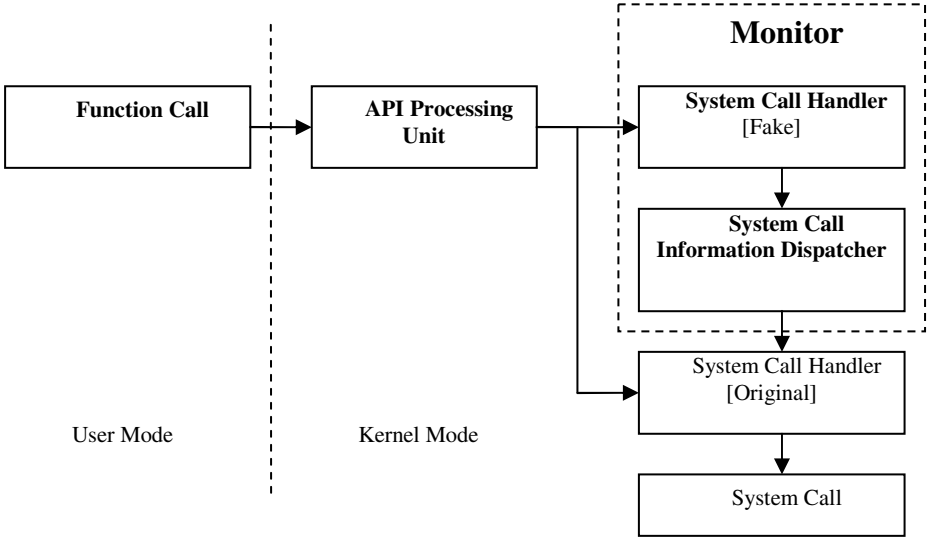 Monitor
Function Call
API Processing
Unit
System Call Handler
[Fake]
System Call
Information Dispatcher
System Call Handler
[Original]
User Mode
Kernel Mode
System Call